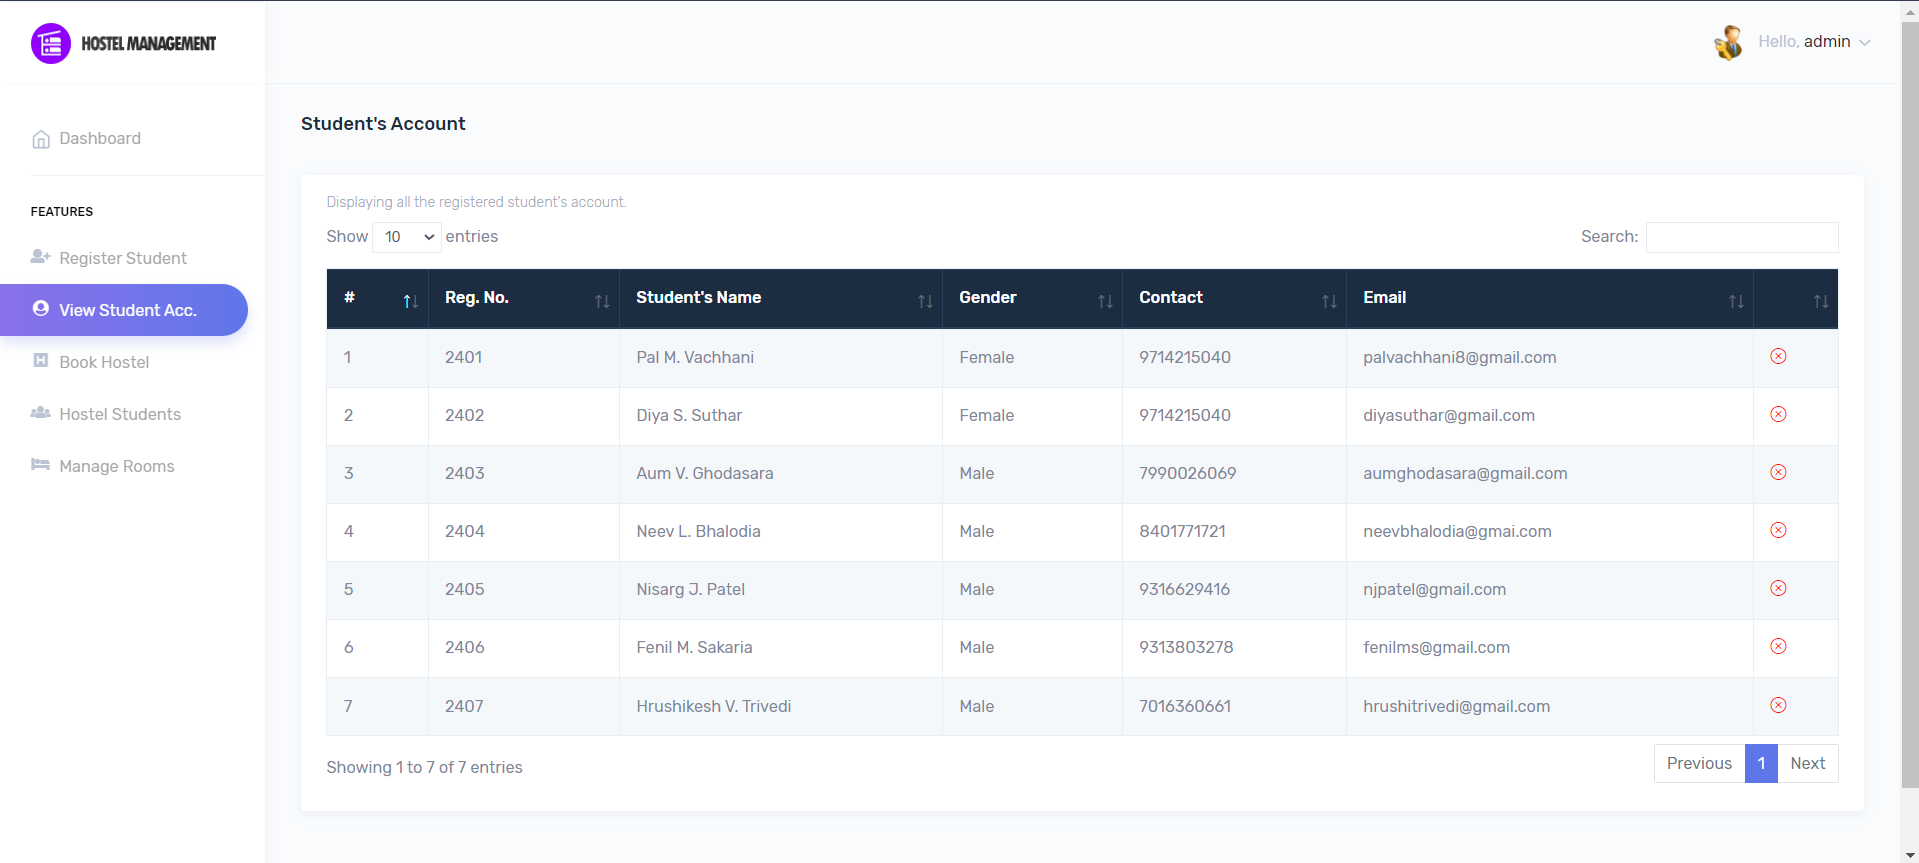 HOSTEL MANAGEMENT
Hello, admin
Dashboard
FEATURES
Register Student
View Student Acc.
Book Hostel
Hostel Students
Manage Rooms
Student's Account
Displaying all the registered student's account.
Show 10 entries
Search:
# Reg. No. Student's Name Gender Contact Email
1 2401 Pal M. Vachhani Female 9714215040 palvachhani8@gmail.com
2 2402 Diya S. Suthar Female 9714215040 diyasuthar@gmail.com
3 2403 Aum V. Ghodasara Male 7990026069 aumghodasara@gmail.com
4 2404 Neev L. Bhalodia Male 8401771721 neevbhalodia@gmai.com
5 2405 Nisarg J. Patel Male 9316629416 njpatel@gmail.com
6 2406 Fenil M. Sakaria Male 9313803278 fenilms@gmail.com
7 2407 Hrushikesh V. Trivedi Male 7016360661 hrushitrivedi@gmail.com
Showing 1 to 7 of 7 entries
Previous 1 Next